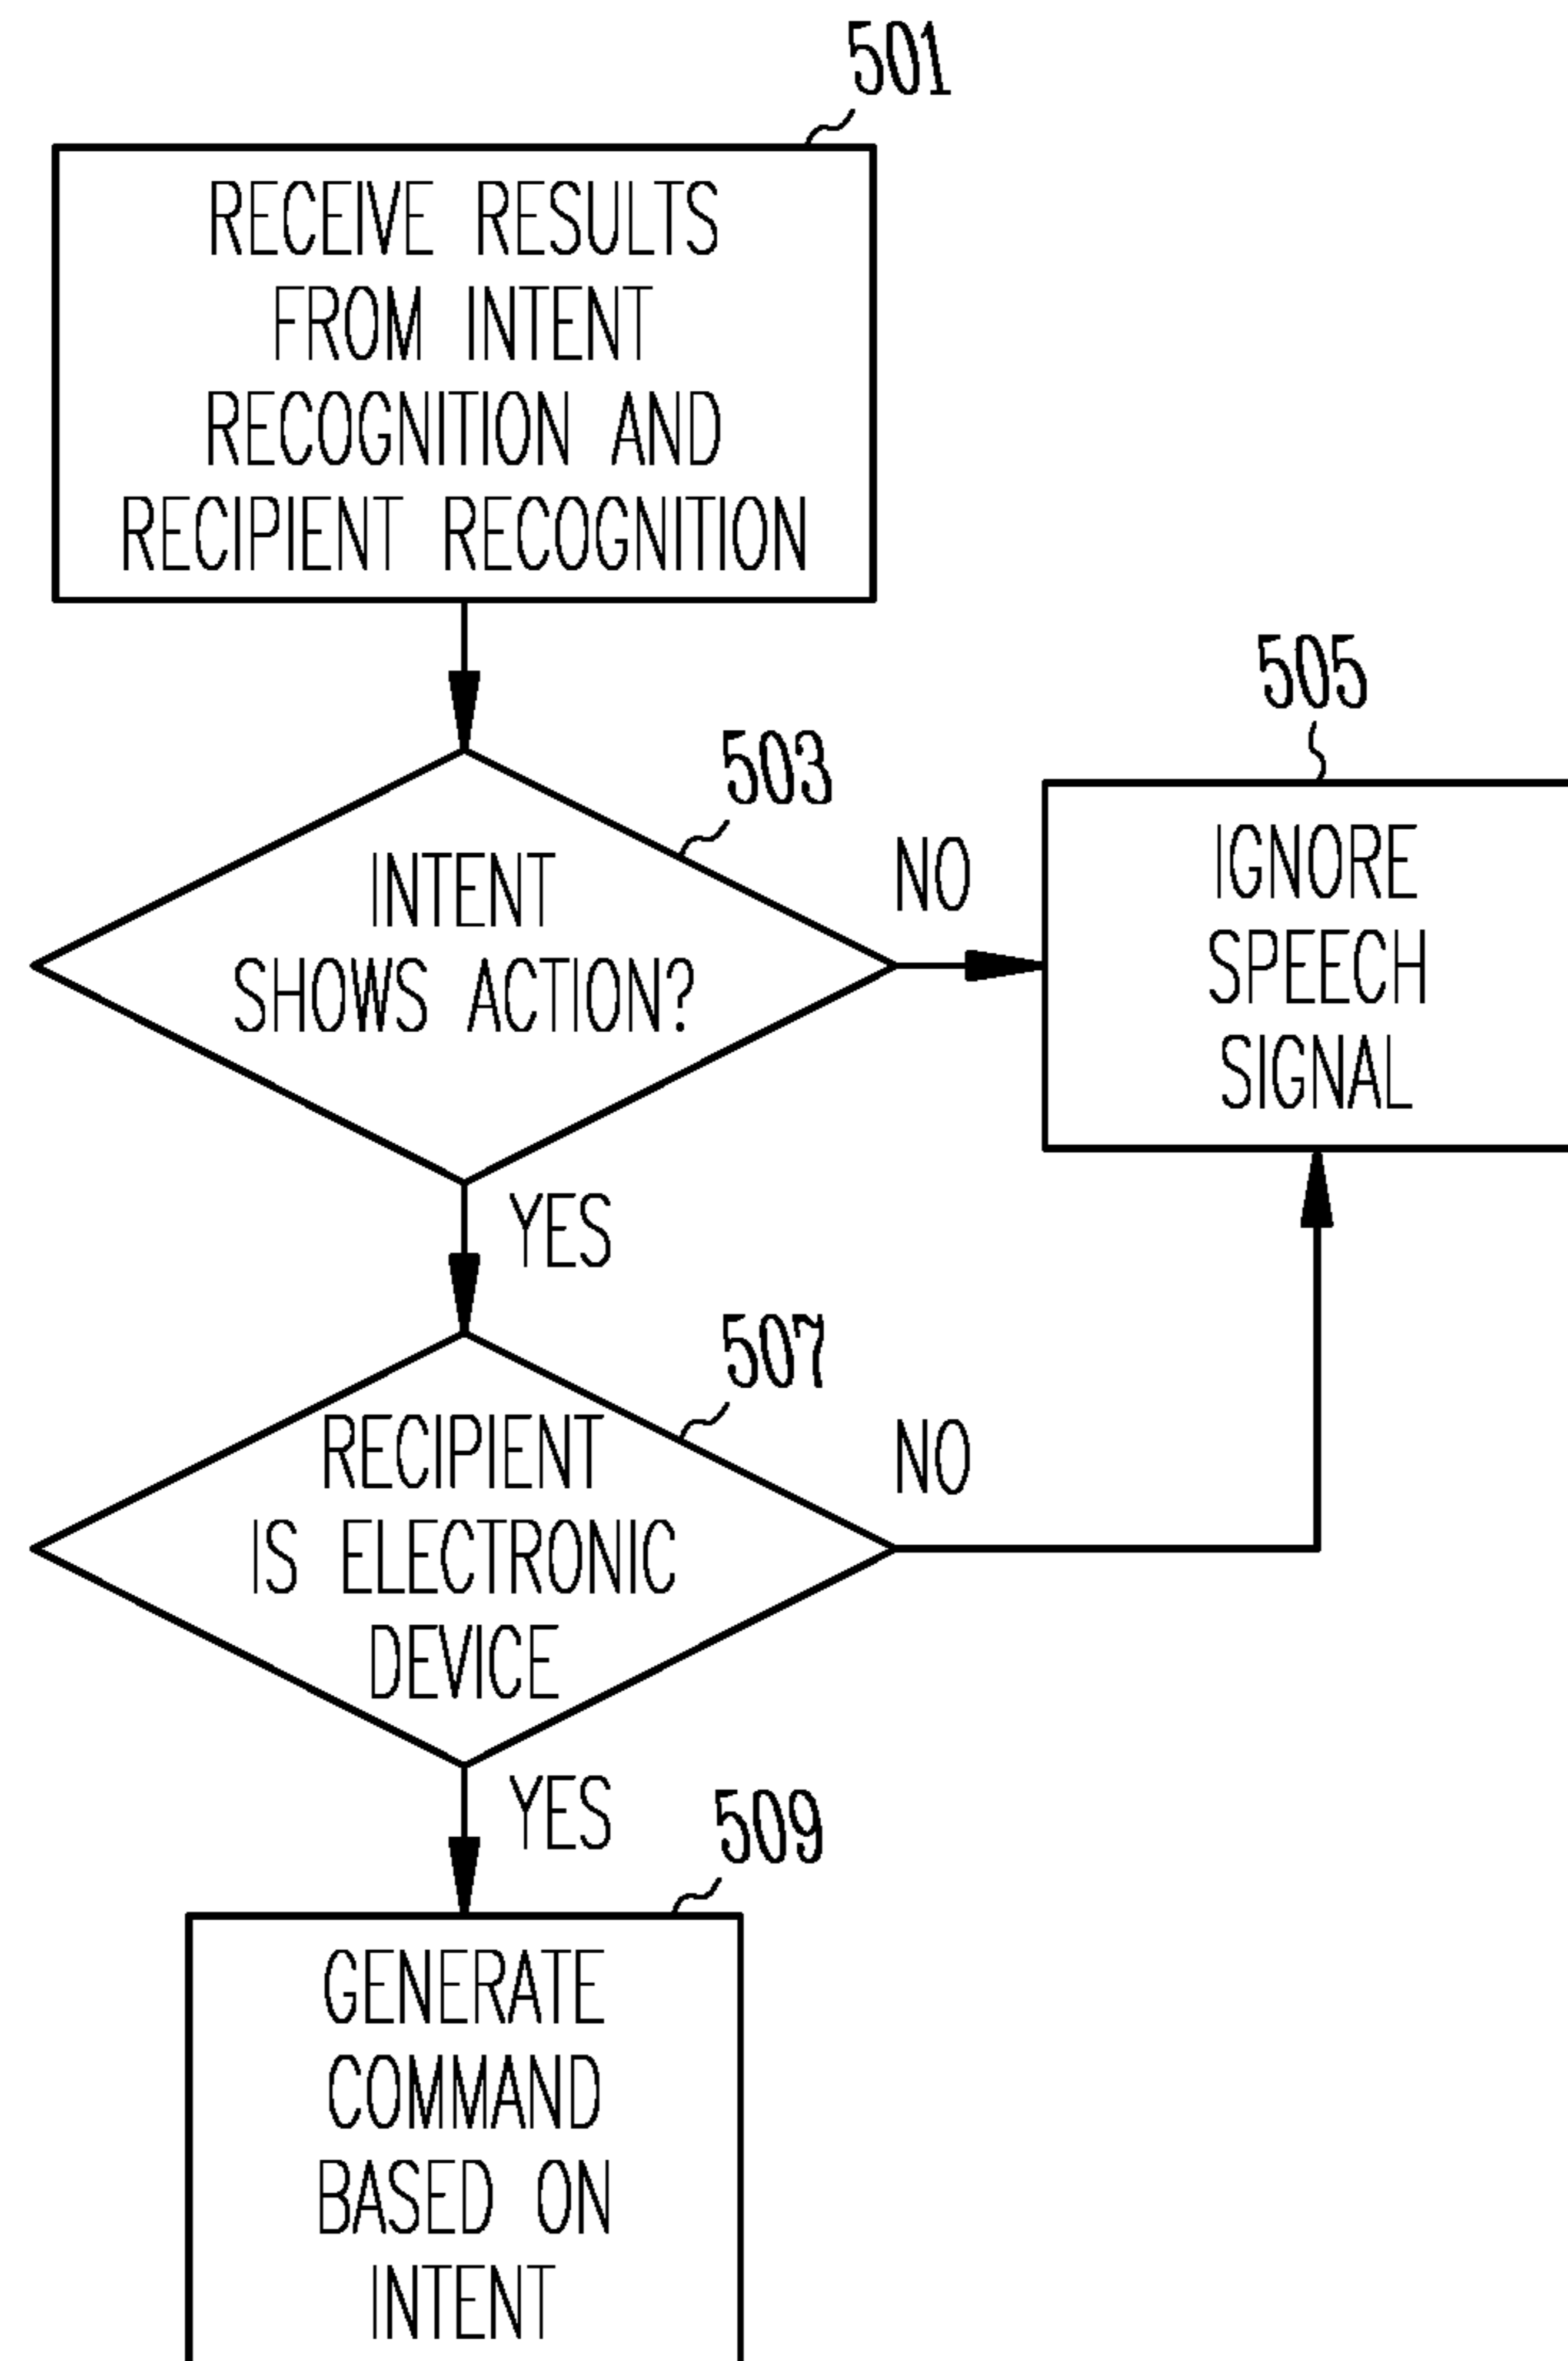 501
RECEIVE RESULTS
FROM INTENT
RECOGNITION AND
RECIPIENT RECOGNITION
503
INTENT
SHOWS ACTION?
NO
505
IGNORE
SPEECH
SIGNAL
YES
507
RECIPIENT
IS ELECTRONIC
DEVICE
NO
YES
509
GENERATE
COMMAND
BASED ON
INTENT